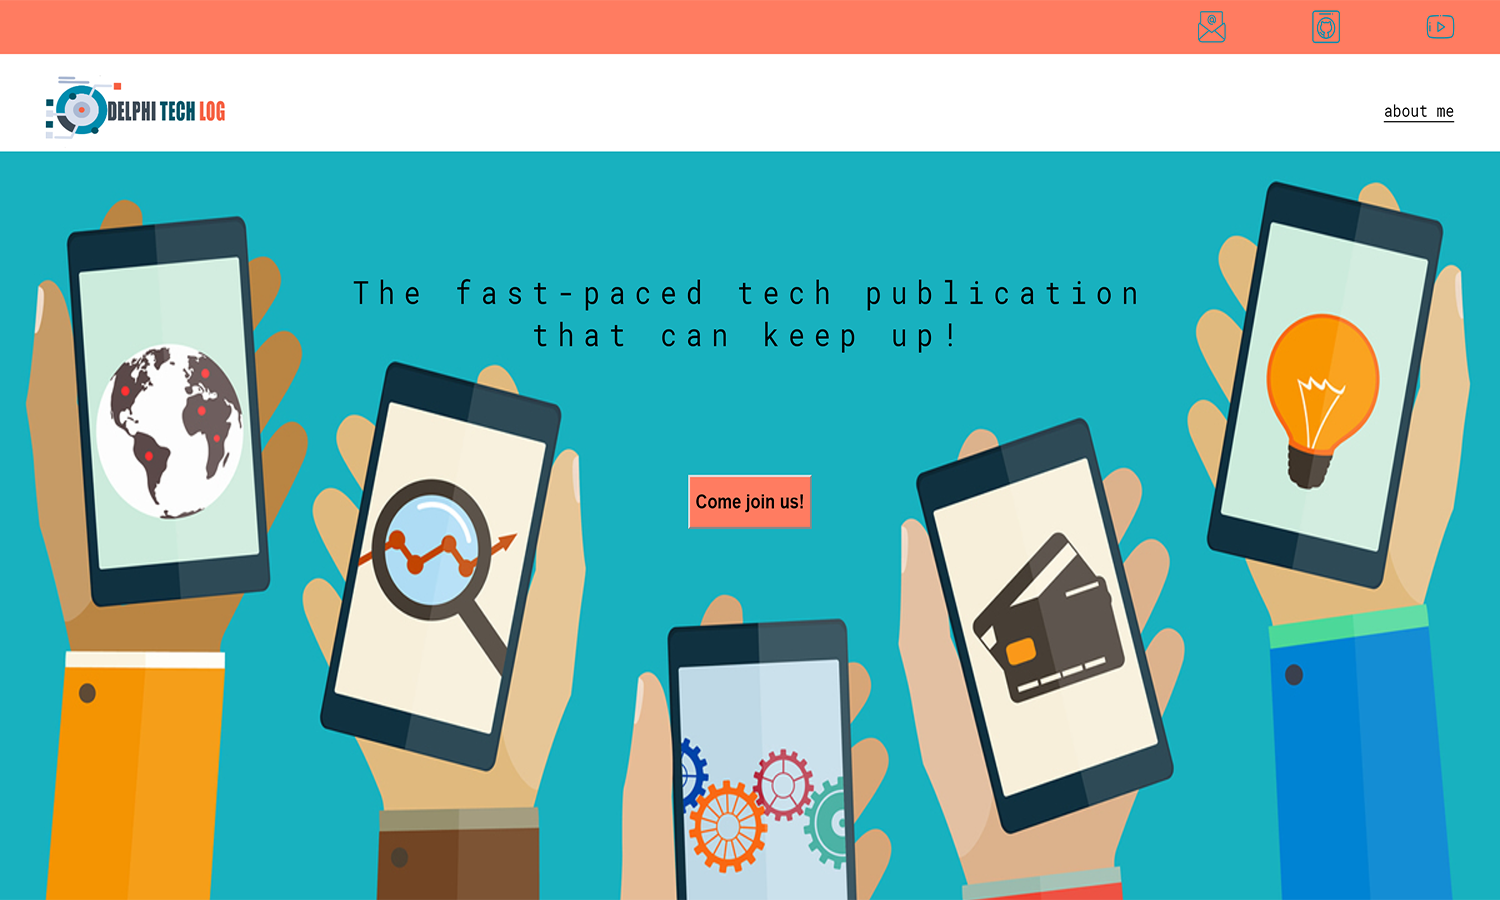 DELPHI TECH LOG
about me
The fast-paced tech publication
that can keep up!
Come join us!